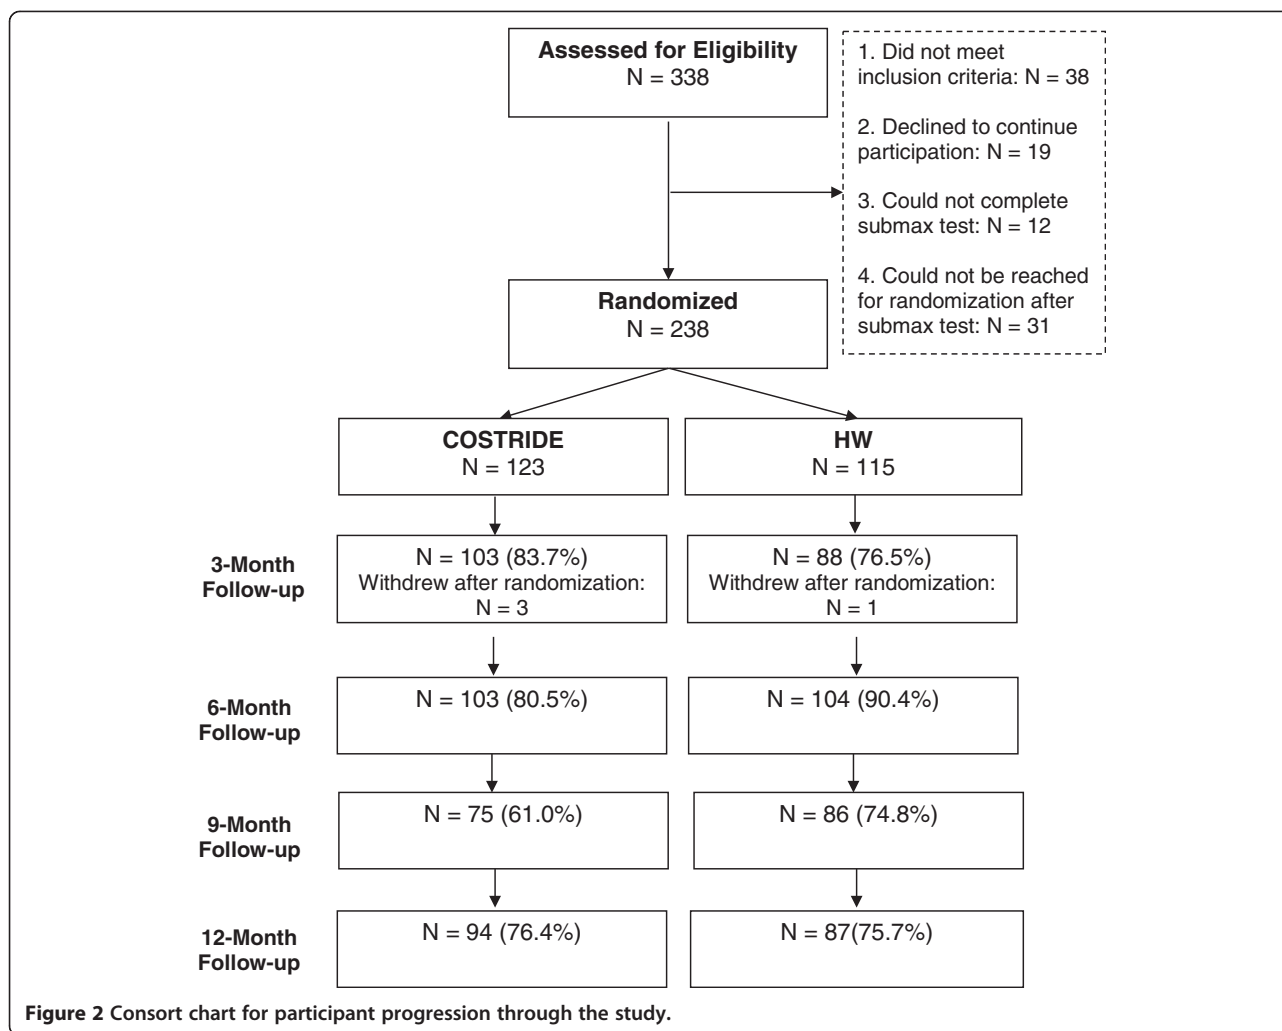 Assessed for Eligibility
N = 338
1. Did not meet
inclusion criteria: N = 38
2. Declined to continue
participation: N = 19
3. Could not complete
submax test: N = 12
4. Could not be reached
for randomization after
submax test: N = 31
Randomized
N = 238
COSTRIDE
N = 123
HW
N = 115
3-Month
Follow-up
N = 103 (83.7%)
Withdrew after randomization:
N = 3
N = 88 (76.5%)
Withdrew after randomization:
N = 1
6-Month
Follow-up
N = 103 (80.5%)
N = 104 (90.4%)
9-Month
Follow-up
N = 75 (61.0%)
N = 86 (74.8%)
12-Month
Follow-up
N = 94 (76.4%)
N = 87(75.7%)
Figure 2 Consort chart for participant progression through the study.